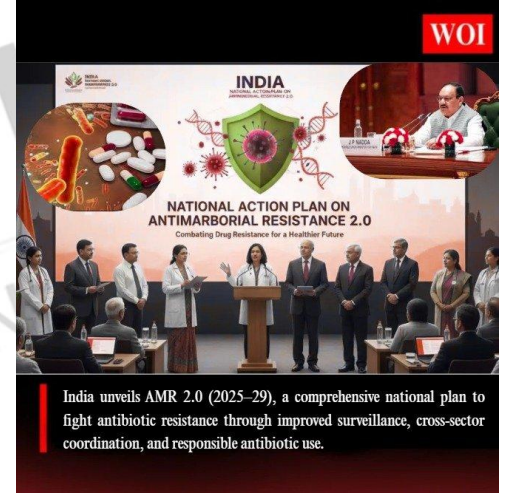 WOI
INDIA
NATIONAL ACTION PLAN ON
J P NADDA
NATIONAL ACTION PLAN ON
ANTIMARBORIAL RESISTANCE 2.0
Combating Drug Resistance for a Healthier Future
India unveils AMR 2.0 (2025–29), a comprehensive national plan to
fight antibiotic resistance through improved surveillance, cross-sector
coordination, and responsible antibiotic use.